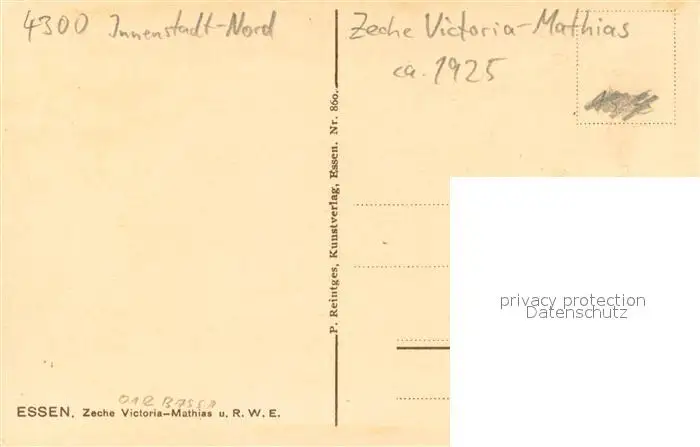 4300 Innenstadt-Nord
Zeche Victoria-Mathias
ca. 1925
P. Reintges, Kunstverlag, Essen. Nr. 860.
privacy protection
Datenschutz
ESSEN. Zeche Victoria-Mathias u. R. W. E.